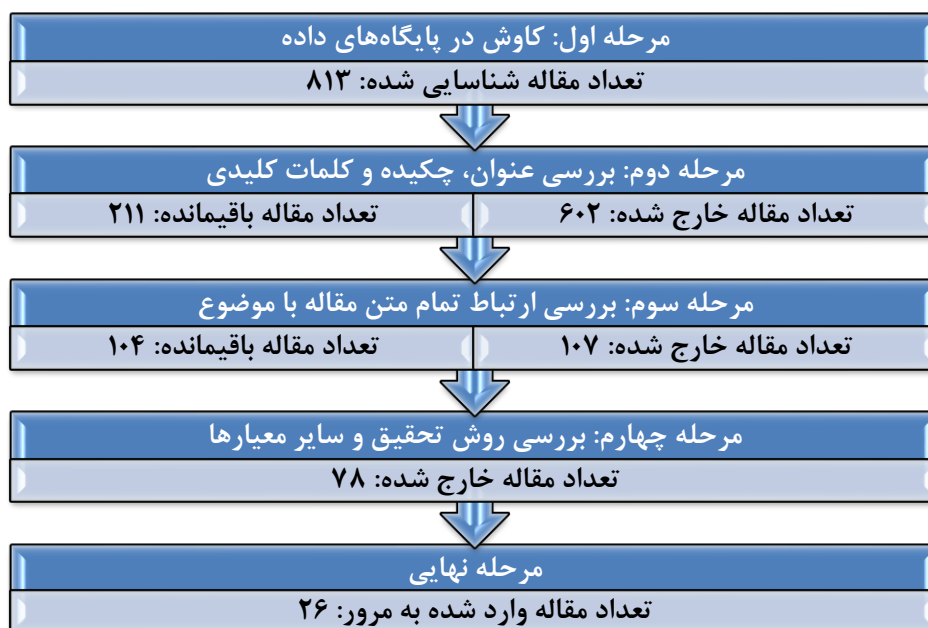 مرحله اول: کاوش در پایگاه‌های داده
تعداد مقاله شناسایی شده: ۸۱۳
مرحله دوم: بررسی عنوان، چکیده و کلمات کلیدی
تعداد مقاله خارج شده: ۶۰۲
تعداد مقاله باقیمانده: ۲۱۱
مرحله سوم: بررسی ارتباط تمام متن مقاله با موضوع
تعداد مقاله خارج شده: ۱۰۷
تعداد مقاله باقیمانده: ۱۰۴
مرحله چهارم: بررسی روش تحقیق و سایر معیارها
تعداد مقاله خارج شده: ۷۸
مرحله نهایی
تعداد مقاله وارد شده به مرور: ۲۶